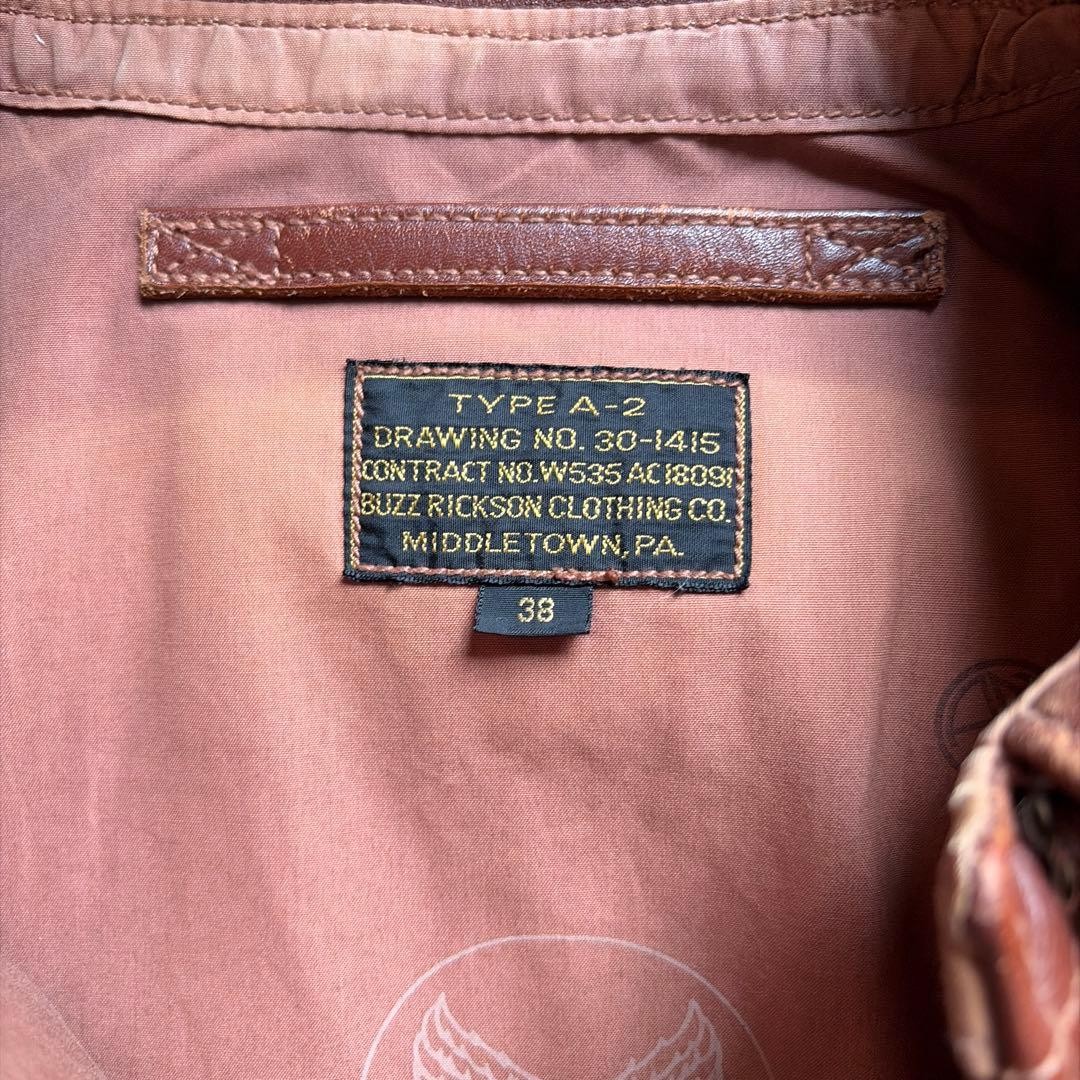 TYPE A-2
DRAWING NO. 30-1415
CONTRACT NO. W535 AC18091
BUZZ RICKSON CLOTHING CO.
MIDDLETOWN, PA.
38